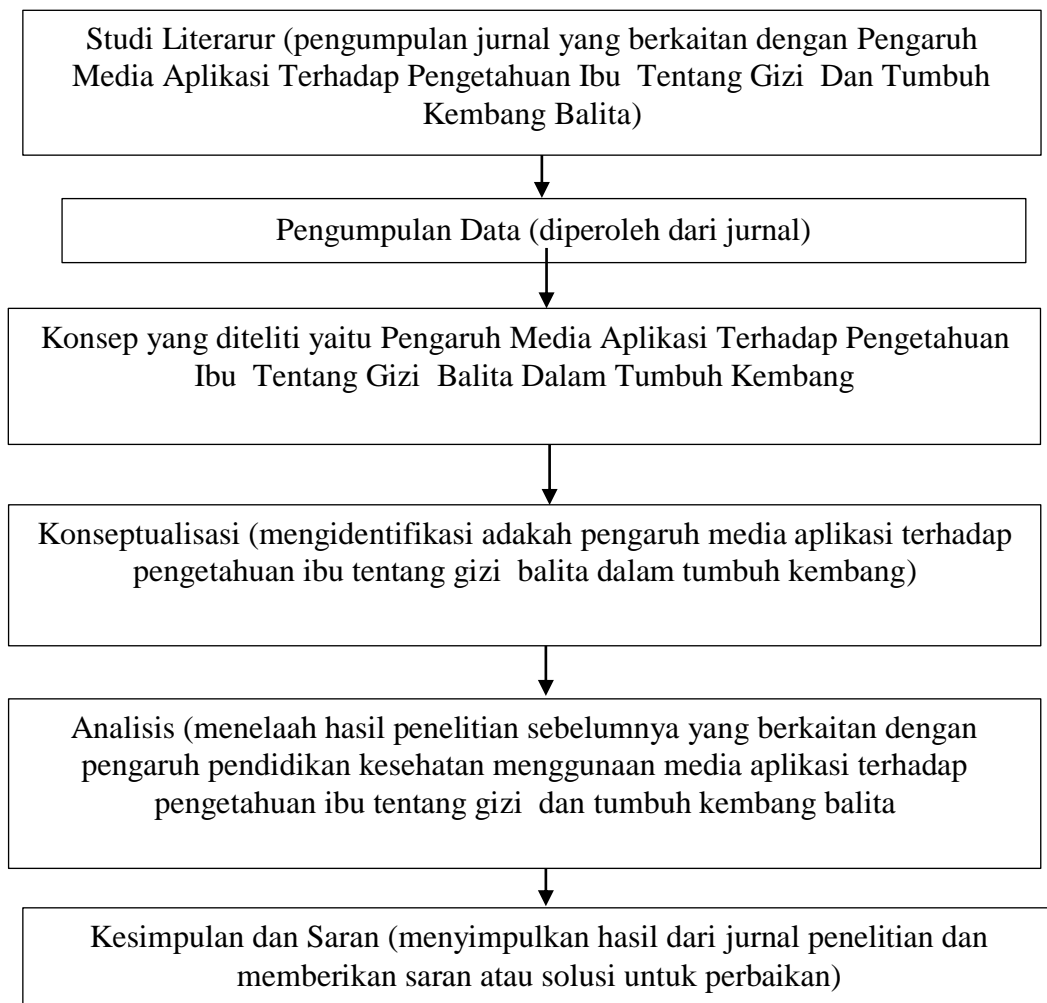 Studi Literarur (pengumpulan jurnal yang berkaitan dengan Pengaruh
Media Aplikasi Terhadap Pengetahuan Ibu  Tentang Gizi  Dan Tumbuh
Kembang Balita)
Pengumpulan Data (diperoleh dari jurnal)
Konsep yang diteliti yaitu Pengaruh Media Aplikasi Terhadap Pengetahuan
Ibu  Tentang Gizi  Balita Dalam Tumbuh Kembang
Konseptualisasi (mengidentifikasi adakah pengaruh media aplikasi terhadap
pengetahuan ibu tentang gizi  balita dalam tumbuh kembang)
Analisis (menelaah hasil penelitian sebelumnya yang berkaitan dengan
pengaruh pendidikan kesehatan menggunaan media aplikasi terhadap
pengetahuan ibu tentang gizi  dan tumbuh kembang balita
Kesimpulan dan Saran (menyimpulkan hasil dari jurnal penelitian dan
memberikan saran atau solusi untuk perbaikan)